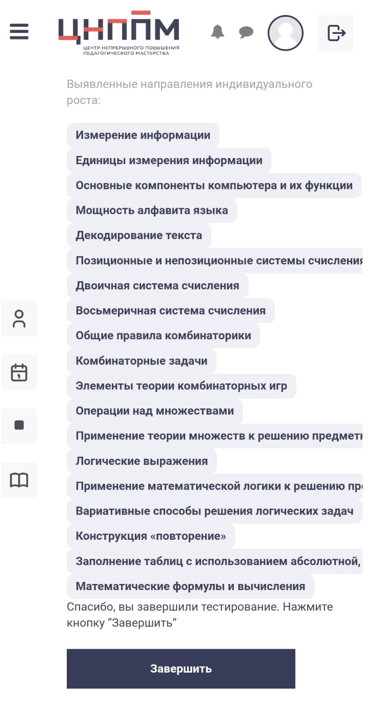 ЦНППМ
ЦЕНТР НЕПРЕРЫВНОГО ПОВЫШЕНИЯ
ПЕДАГОГИЧЕСКОГО МАСТЕРСТВА
Выявленные направления индивидуального
роста:
Измерение информации
Единицы измерения информации
Основные компоненты компьютера и их функции
Мощность алфавита языка
Декодирование текста
Позиционные и непозиционные системы счисления
Двоичная система счисления
Восьмеричная система счисления
Общие правила комбинаторики
Комбинаторные задачи
Элементы теории комбинаторных игр
Операции над множествами
Применение теории множеств к решению
Логические выражения
Применение математической логики к решению
Вариативные способы решения логических задач
Конструкция «повторение»
Заполнение таблиц с использованием абсолютной,
Математические формулы и вычисления
Спасибо, вы завершили тестирование. Нажмите
кнопку “Завершить”
Завершить